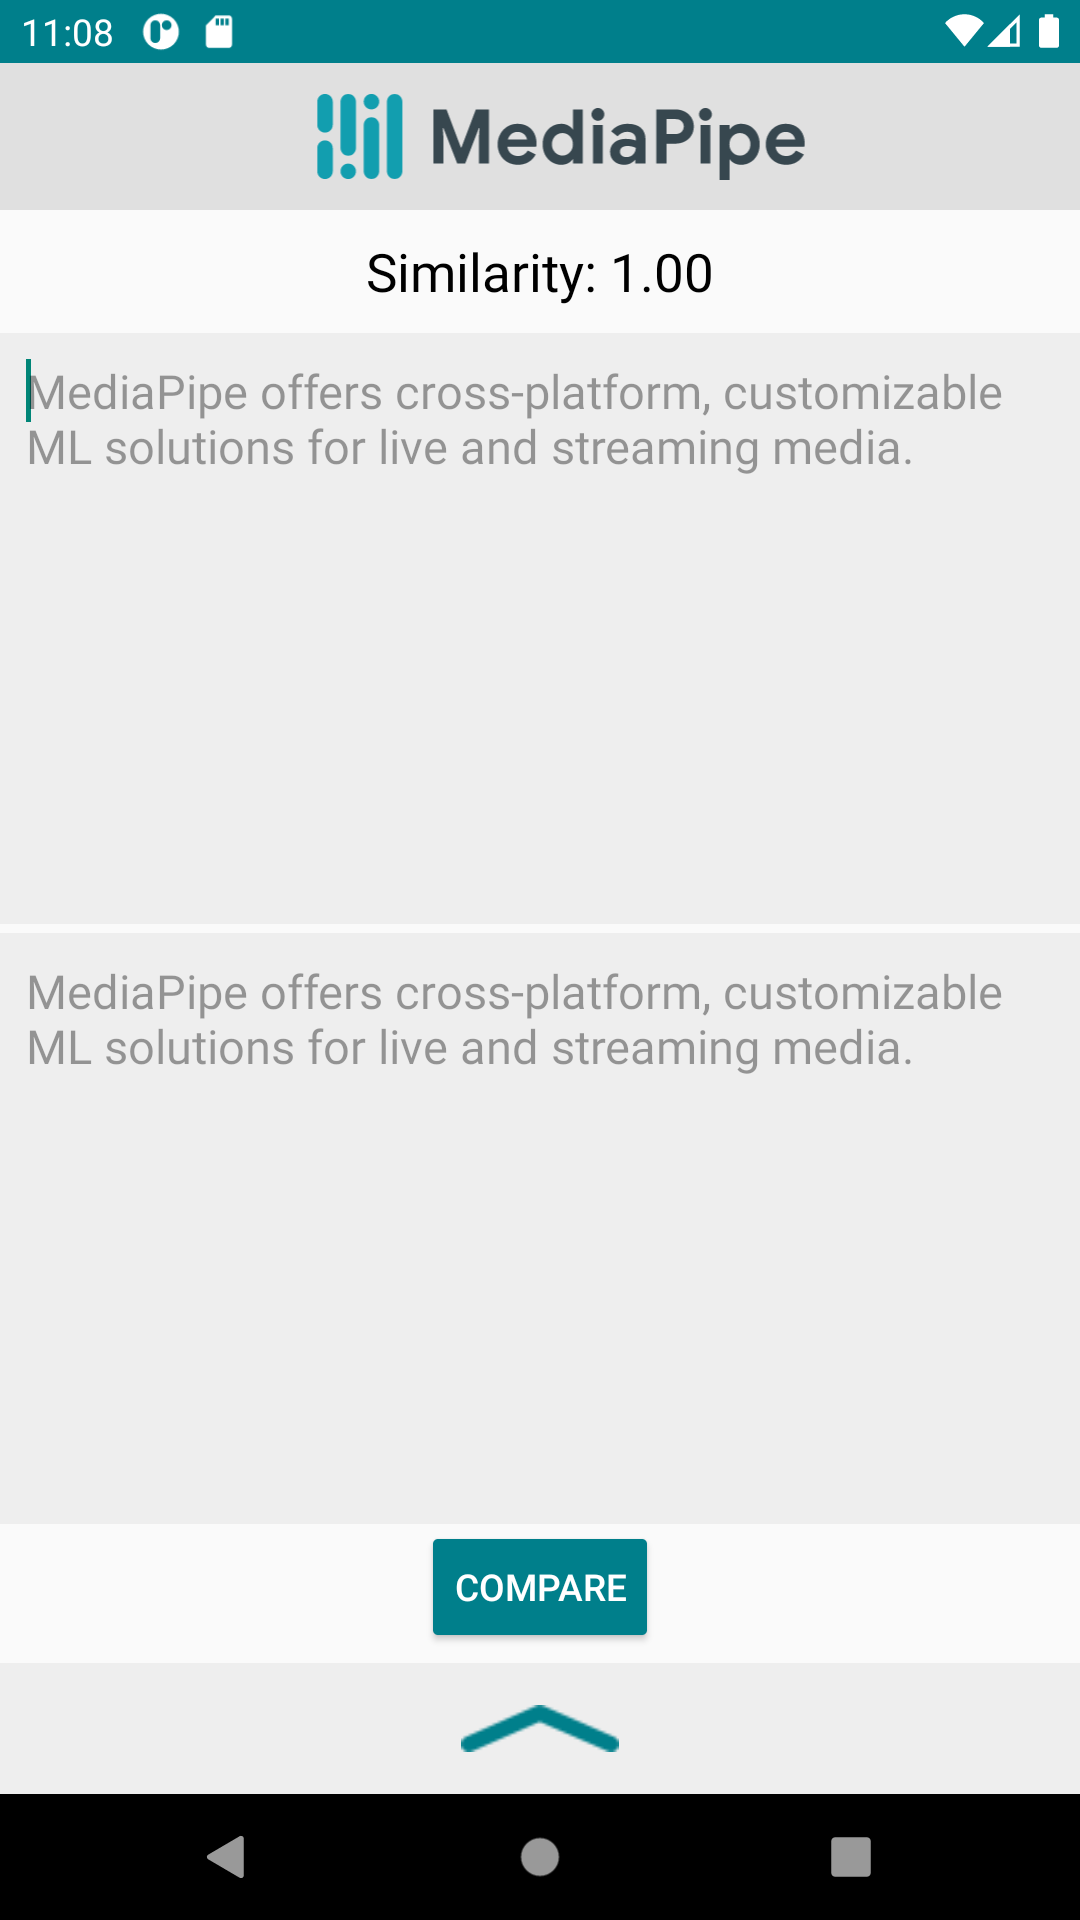 11:08
MediaPipe
Similarity: 1.00
MediaPipe offers cross-platform, customizable
ML solutions for live and streaming media.
MediaPipe offers cross-platform, customizable
ML solutions for live and streaming media.
COMPARE